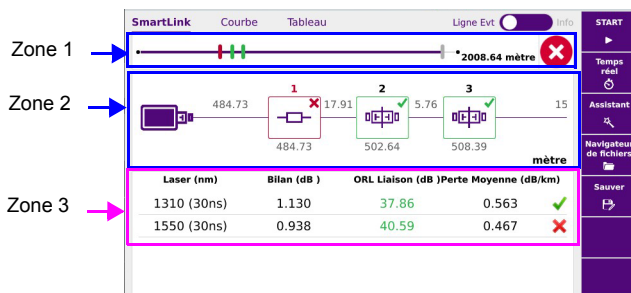 SmartLink Courbe Tableau Ligne Evt Info START
Zone 1
2008.64 mètre
Temps
réel
Zone 2
1 2 3
484.73 17.91 5.76 15
484.73 502.64 508.39
mètre
Assistant
Navigateur
de fichiers
Sauver
Zone 3
Laser (nm) Bilan (dB ) ORL Liaison (dB )Perte Moyenne (dB/km)
1310 (30ns) 1.130 37.86 0.563
1550 (30ns) 0.938 40.59 0.467